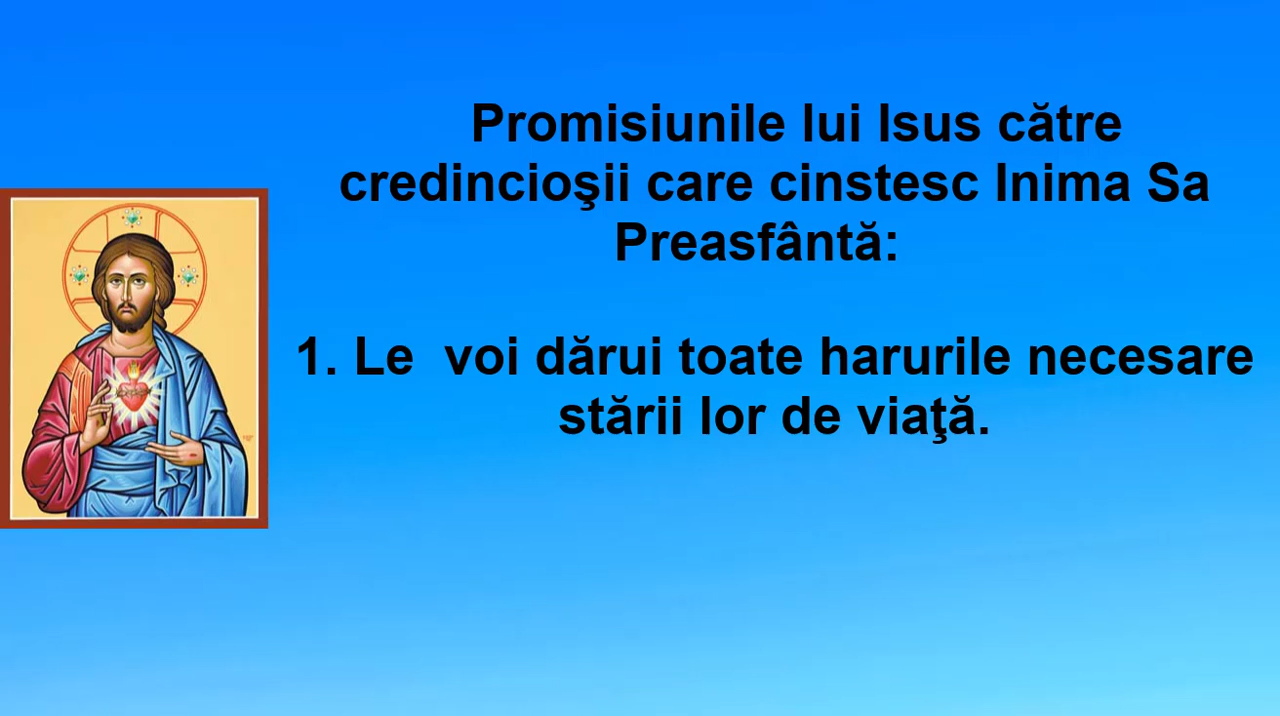 Promisiunile lui Isus către
credincioşii care cinstesc Inima Sa
Preasfântă:
1. Le  voi dărui toate harurile necesare
stării lor de viaţă.